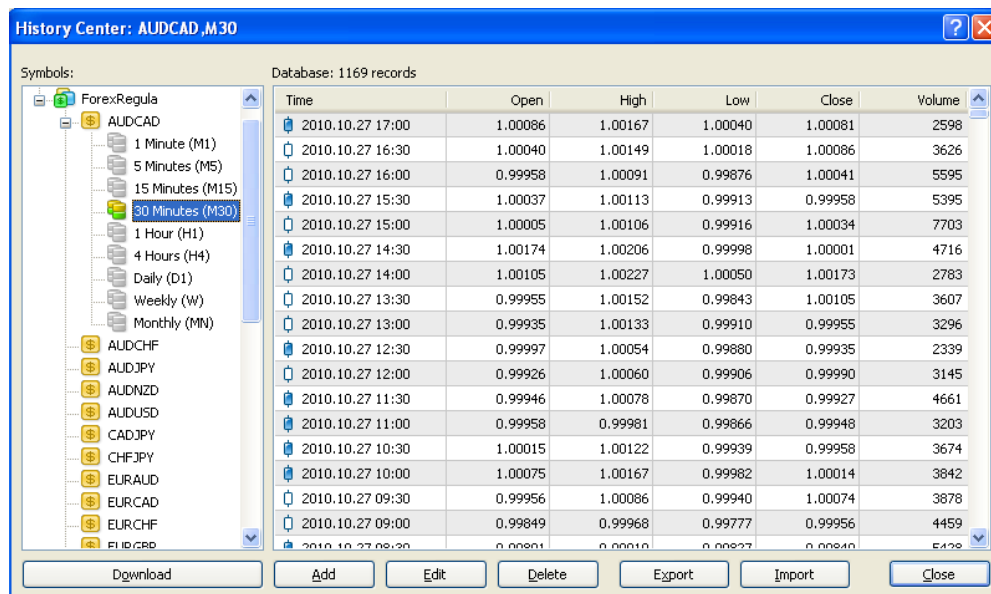 History Center: AUDCAD,M30
Symbols:
Database: 1169 records
ForexRegula
AUDCAD
1 Minute (M1)
5 Minutes (M5)
15 Minutes (M15)
30 Minutes (M30)
1 Hour (H1)
4 Hours (H4)
Daily (D1)
Weekly (W)
Monthly (MN)
AUDCHF
AUDJPY
AUDNZD
AUDUSD
CADJPY
CHFJPY
EURAUD
EURCAD
EURCHF
EURGBP
Time Open High Low Close Volume
2010.10.27 17:00 1.00086 1.00167 1.00040 1.00081 2598
2010.10.27 16:30 1.00040 1.00149 1.00018 1.00086 3626
2010.10.27 16:00 0.99958 1.00091 0.99876 1.00041 5595
2010.10.27 15:30 1.00037 1.00113 0.99913 0.99958 5395
2010.10.27 15:00 1.00005 1.00106 0.99916 1.00034 7703
2010.10.27 14:30 1.00174 1.00206 0.99998 1.00001 4716
2010.10.27 14:00 1.00105 1.00227 1.00050 1.00173 2783
2010.10.27 13:30 0.99955 1.00152 0.99843 1.00105 3607
2010.10.27 13:00 0.99935 1.00133 0.99910 0.99955 3296
2010.10.27 12:30 0.99997 1.00054 0.99880 0.99935 2339
2010.10.27 12:00 0.99926 1.00060 0.99906 0.99990 3145
2010.10.27 11:30 0.99946 1.00078 0.99870 0.99927 4661
2010.10.27 11:00 0.99958 0.99981 0.99866 0.99948 3203
2010.10.27 10:30 1.00015 1.00122 0.99939 0.99958 3674
2010.10.27 10:00 1.00075 1.00167 0.99982 1.00014 3842
2010.10.27 09:30 0.99956 1.00086 0.99940 1.00074 3878
2010.10.27 09:00 0.99849 0.99968 0.99777 0.99956 4459
Download Add Edit Delete Export Import Close